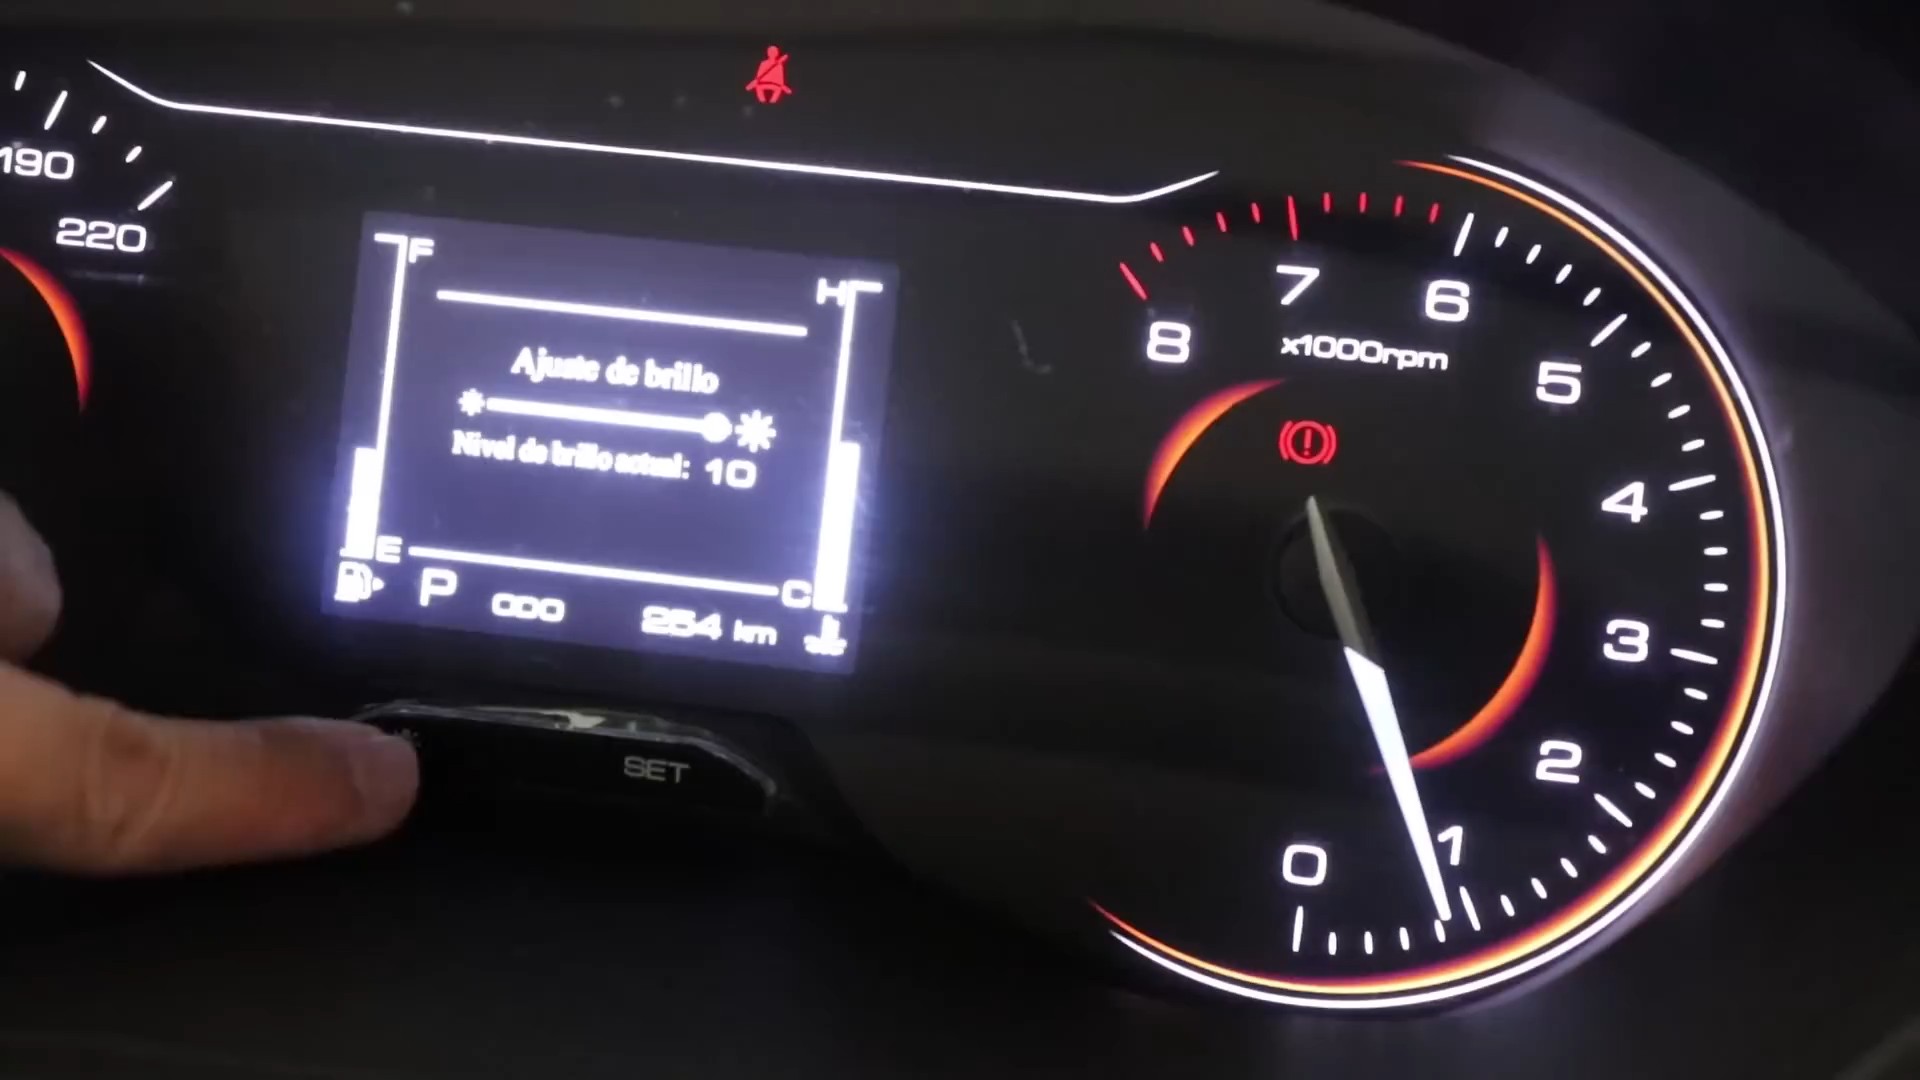 190
220
F
H
Ajuste de brillo
Nivel de brillo actual: 10
E
C
P ODO 254 km
SET
8
7
6
x1000rpm
5
4
3
2
1
0